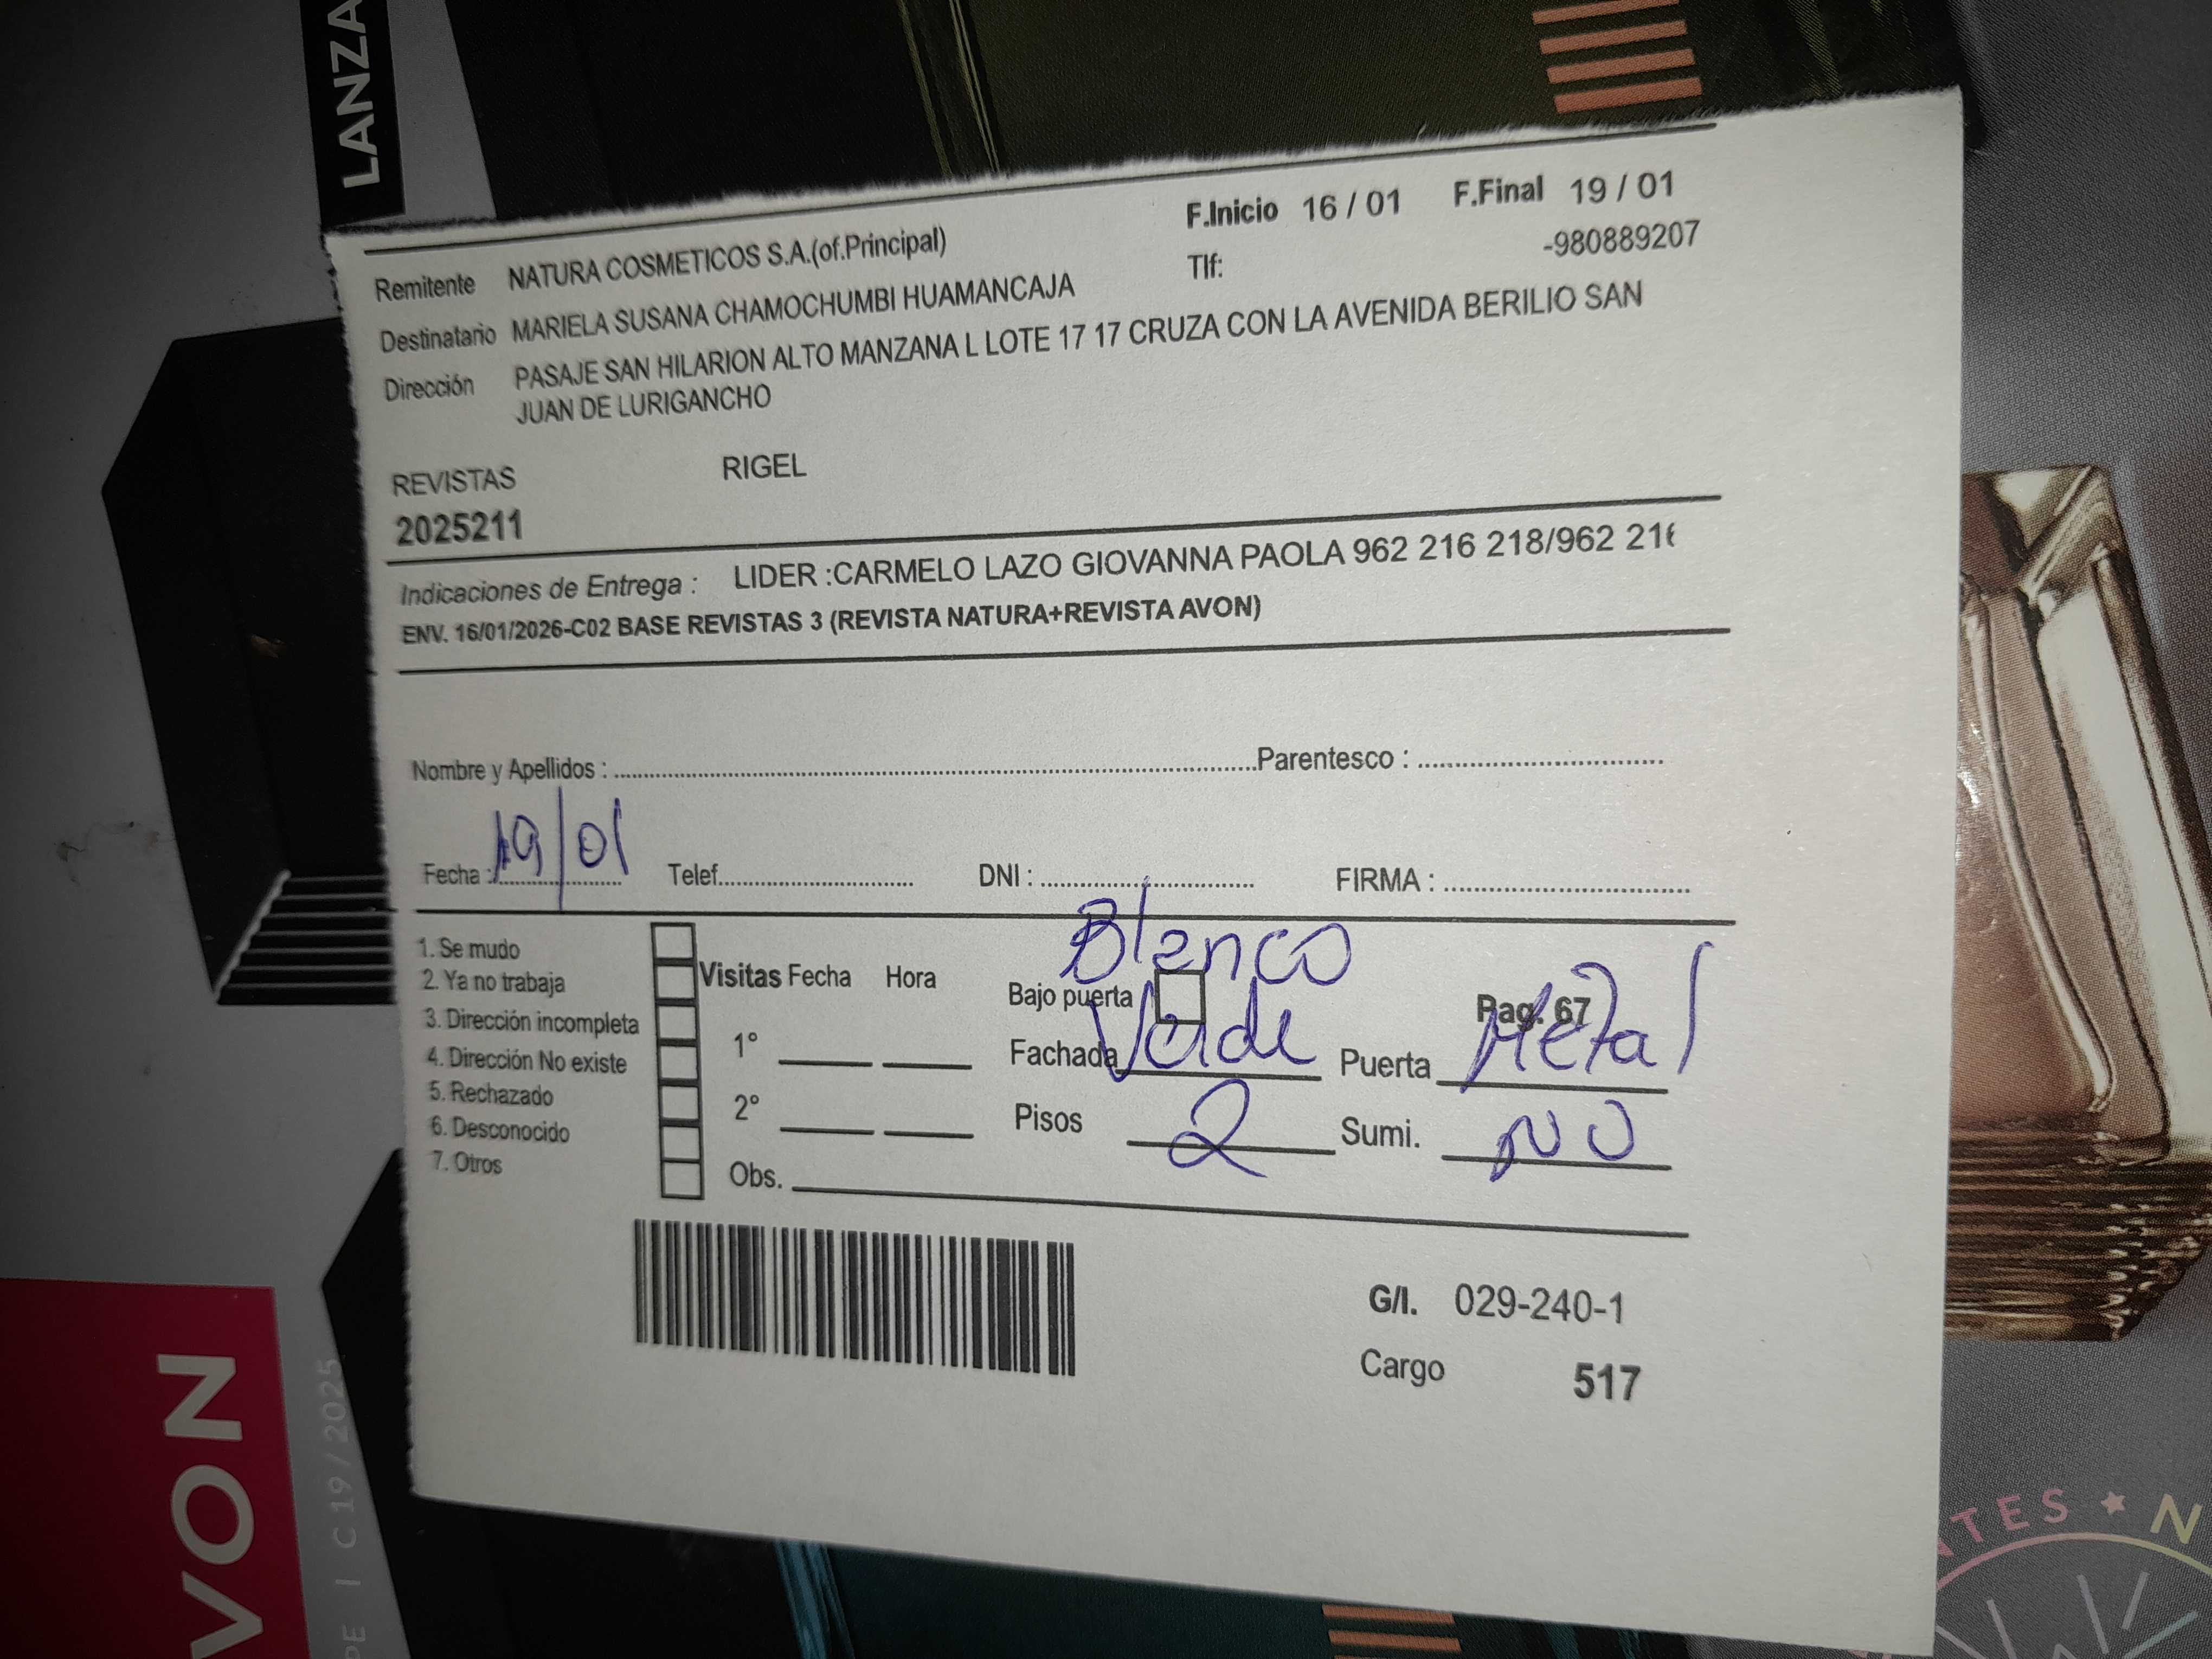 LANZA
F.Inicio 16 / 01 F.Final 19 / 01
Remitente NATURA COSMETICOS S.A.(of.Principal) Tlf: -980889207
Destinatario MARIELA SUSANA CHAMOCHUMBI HUAMANCAJA
Dirección PASAJE SAN HILARION ALTO MANZANA L LOTE 17 17 CRUZA CON LA AVENIDA BERILIO SAN
JUAN DE LURIGANCHO
REVISTAS RIGEL
2025211
Indicaciones de Entrega : LIDER :CARMELO LAZO GIOVANNA PAOLA 962 216 218/962 216
ENV. 16/01/2026-C02 BASE REVISTAS 3 (REVISTA NATURA+REVISTA AVON)
Nombre y Apellidos : Parentesco :
Fecha : 19/01 Telef. DNI : FIRMA :
1. Se mudo
2. Ya no trabaja
3. Dirección incompleta
4. Dirección No existe
5. Rechazado
6. Desconocido
7. Otros
Visitas Fecha Hora
1°
2°
Obs.
Blanco
Bajo puerta Pag. 67
Fachada Verde Puerta Metal
Pisos 2 Sumi. NO
G/I. 029-240-1
Cargo 517
VON
PE | C 19 / 2025
NTES ★ N